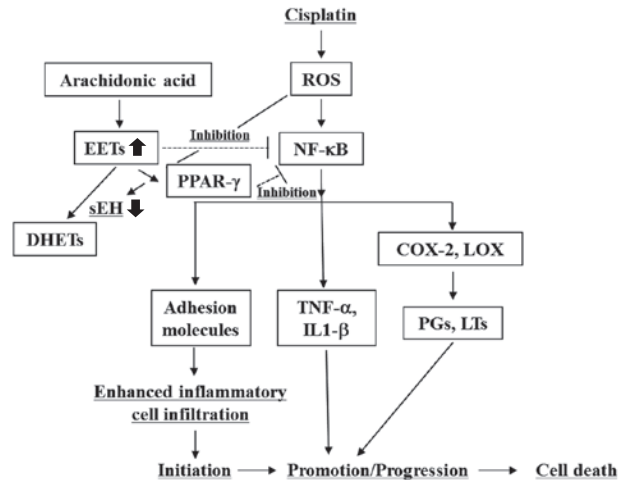 Cisplatin
Arachidonic acid
ROS
Inhibition
EETs
NF-κB
PPAR-γ
Inhibition
sEH
DHETs
COX-2, LOX
Adhesion
molecules
TNF-α,
IL1-β
PGs, LTs
Enhanced inflammatory
cell infiltration
Initiation
Promotion/Progression
Cell death